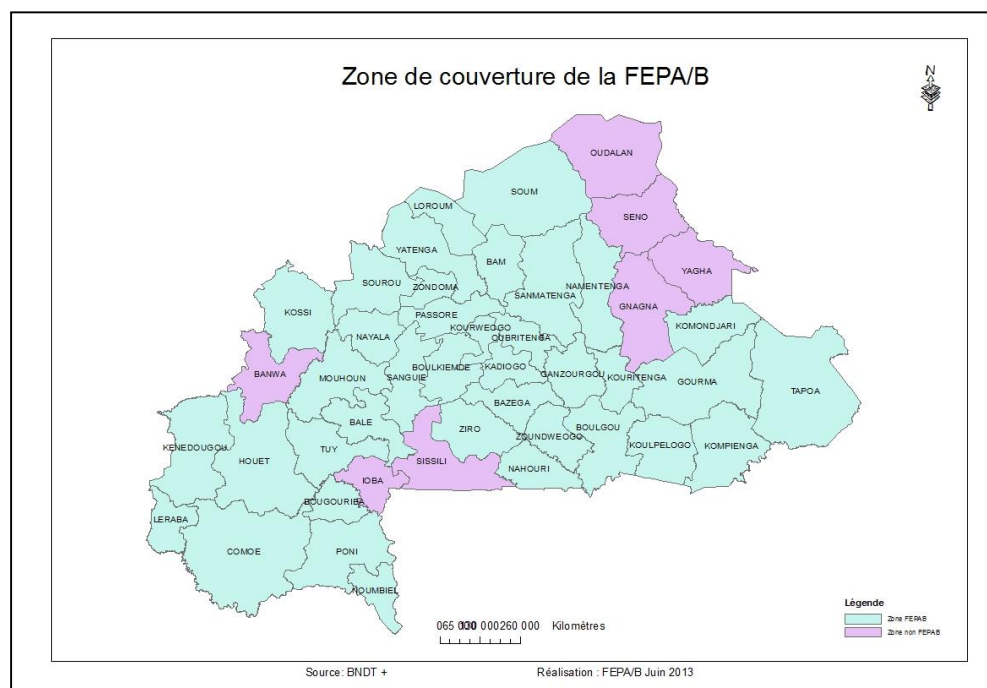 Zone de couverture de la FEPA/B
N
OUDALAN
SOUM
LOROUM
SENO
YATENGA
BAM
YAGHA
SOUROU
ZONDOMA
NAMENTENGA
SANMATENGA
GNAGNA
KOSSI
PASSORE
KOURWEOGO
KOMONDJARI
NAYALA
OUBRITENGA
BANWA
MOUHOUN
SANGUIE
BOULKIEMDE
KADIOGO
GANZOURGOU
KOURITENGA
GOURMA
TAPOA
BAZEGA
BALE
ZIRO
ZOUNDWEOGO
BOULGOU
KENEDOUGOU
HOUET
TUY
SISSILI
NAHOURI
KOULPELOGO
KOMPIENGA
IOBA
BOUGOURIBA
LERABA
COMOE
PONI
NOUMBIEL
Légende
Zone FEPAB
Zone non FEPAB
Kilomètres
Source: BNDT +
Réalisation : FEPA/B Juin 2013